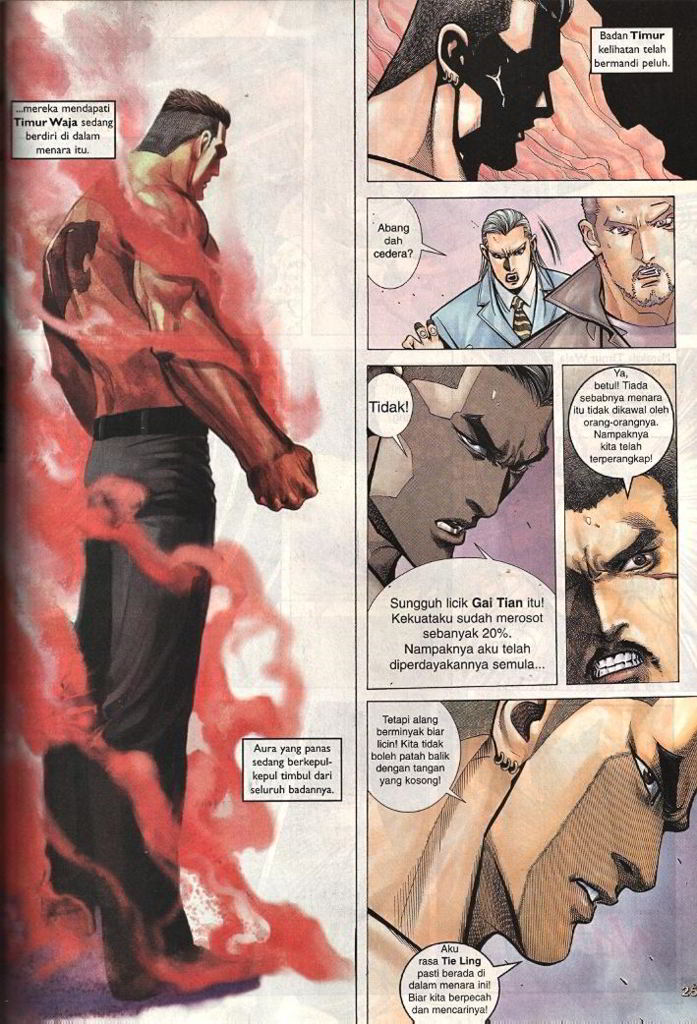 ...mereka mendapati
Timur Waja sedang
berdiri di dalam
menara itu.
Aura yang panas
sedang berkepul-
kepul timbul dari
seluruh badannya.
Badan Timur
kelihatan telah
bermandi peluh.
Abang
dah
cedera?
Tidak!
Sungguh licik Gai Tian itu!
Kekuataku sudah merosot
sebanyak 20%.
Nampaknya aku telah
diperdayakannya semula...
Ya,
betul! Tiada
sebabnya menara
itu tidak dikawal oleh
orang-orangnya.
Nampaknya
kita telah
terperangkap!
Tetapi alang
berminyak biar
licin! Kita tidak
boleh patah balik
dengan tangan
yang kosong!
Aku
rasa Tie Ling
pasti berada di
dalam menara ini!
Biar kita berpecah
dan mencarinya!